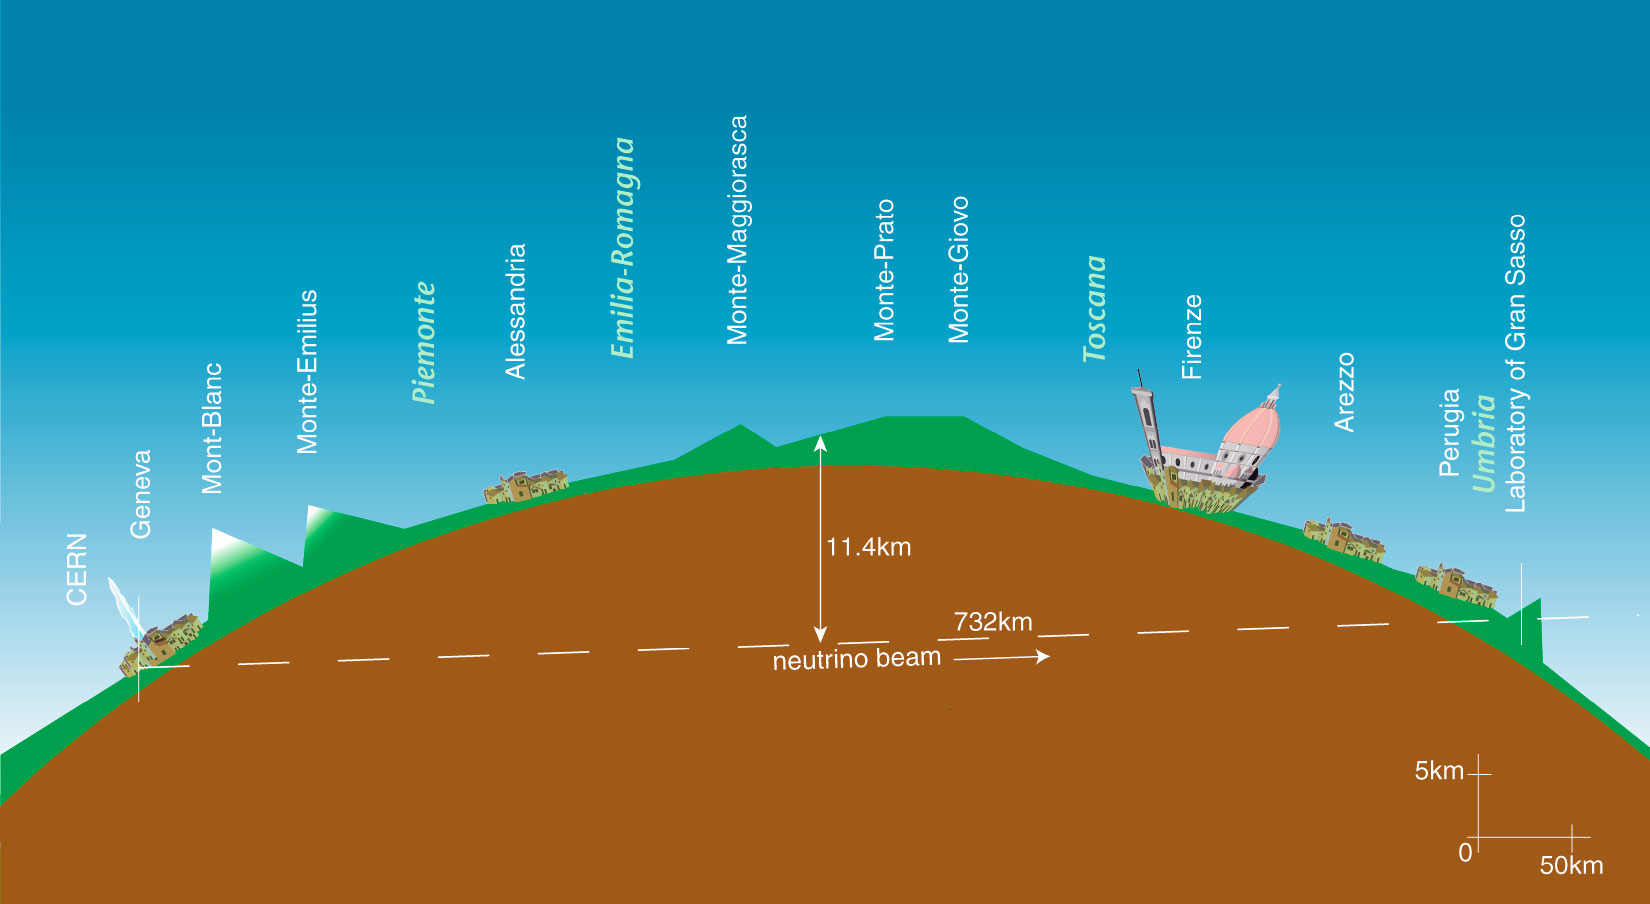 CERN
Geneva
Mont-Blanc
Monte-Emilius
Piemonte
Alessandria
Emilia-Romagna
Monte-Maggiorasca
Monte-Prato
Monte-Giovo
Toscana
Firenze
Arezzo
Perugia
Umbria
Laboratory of Gran Sasso
11.4km
732km
neutrino beam
5km
0
50km